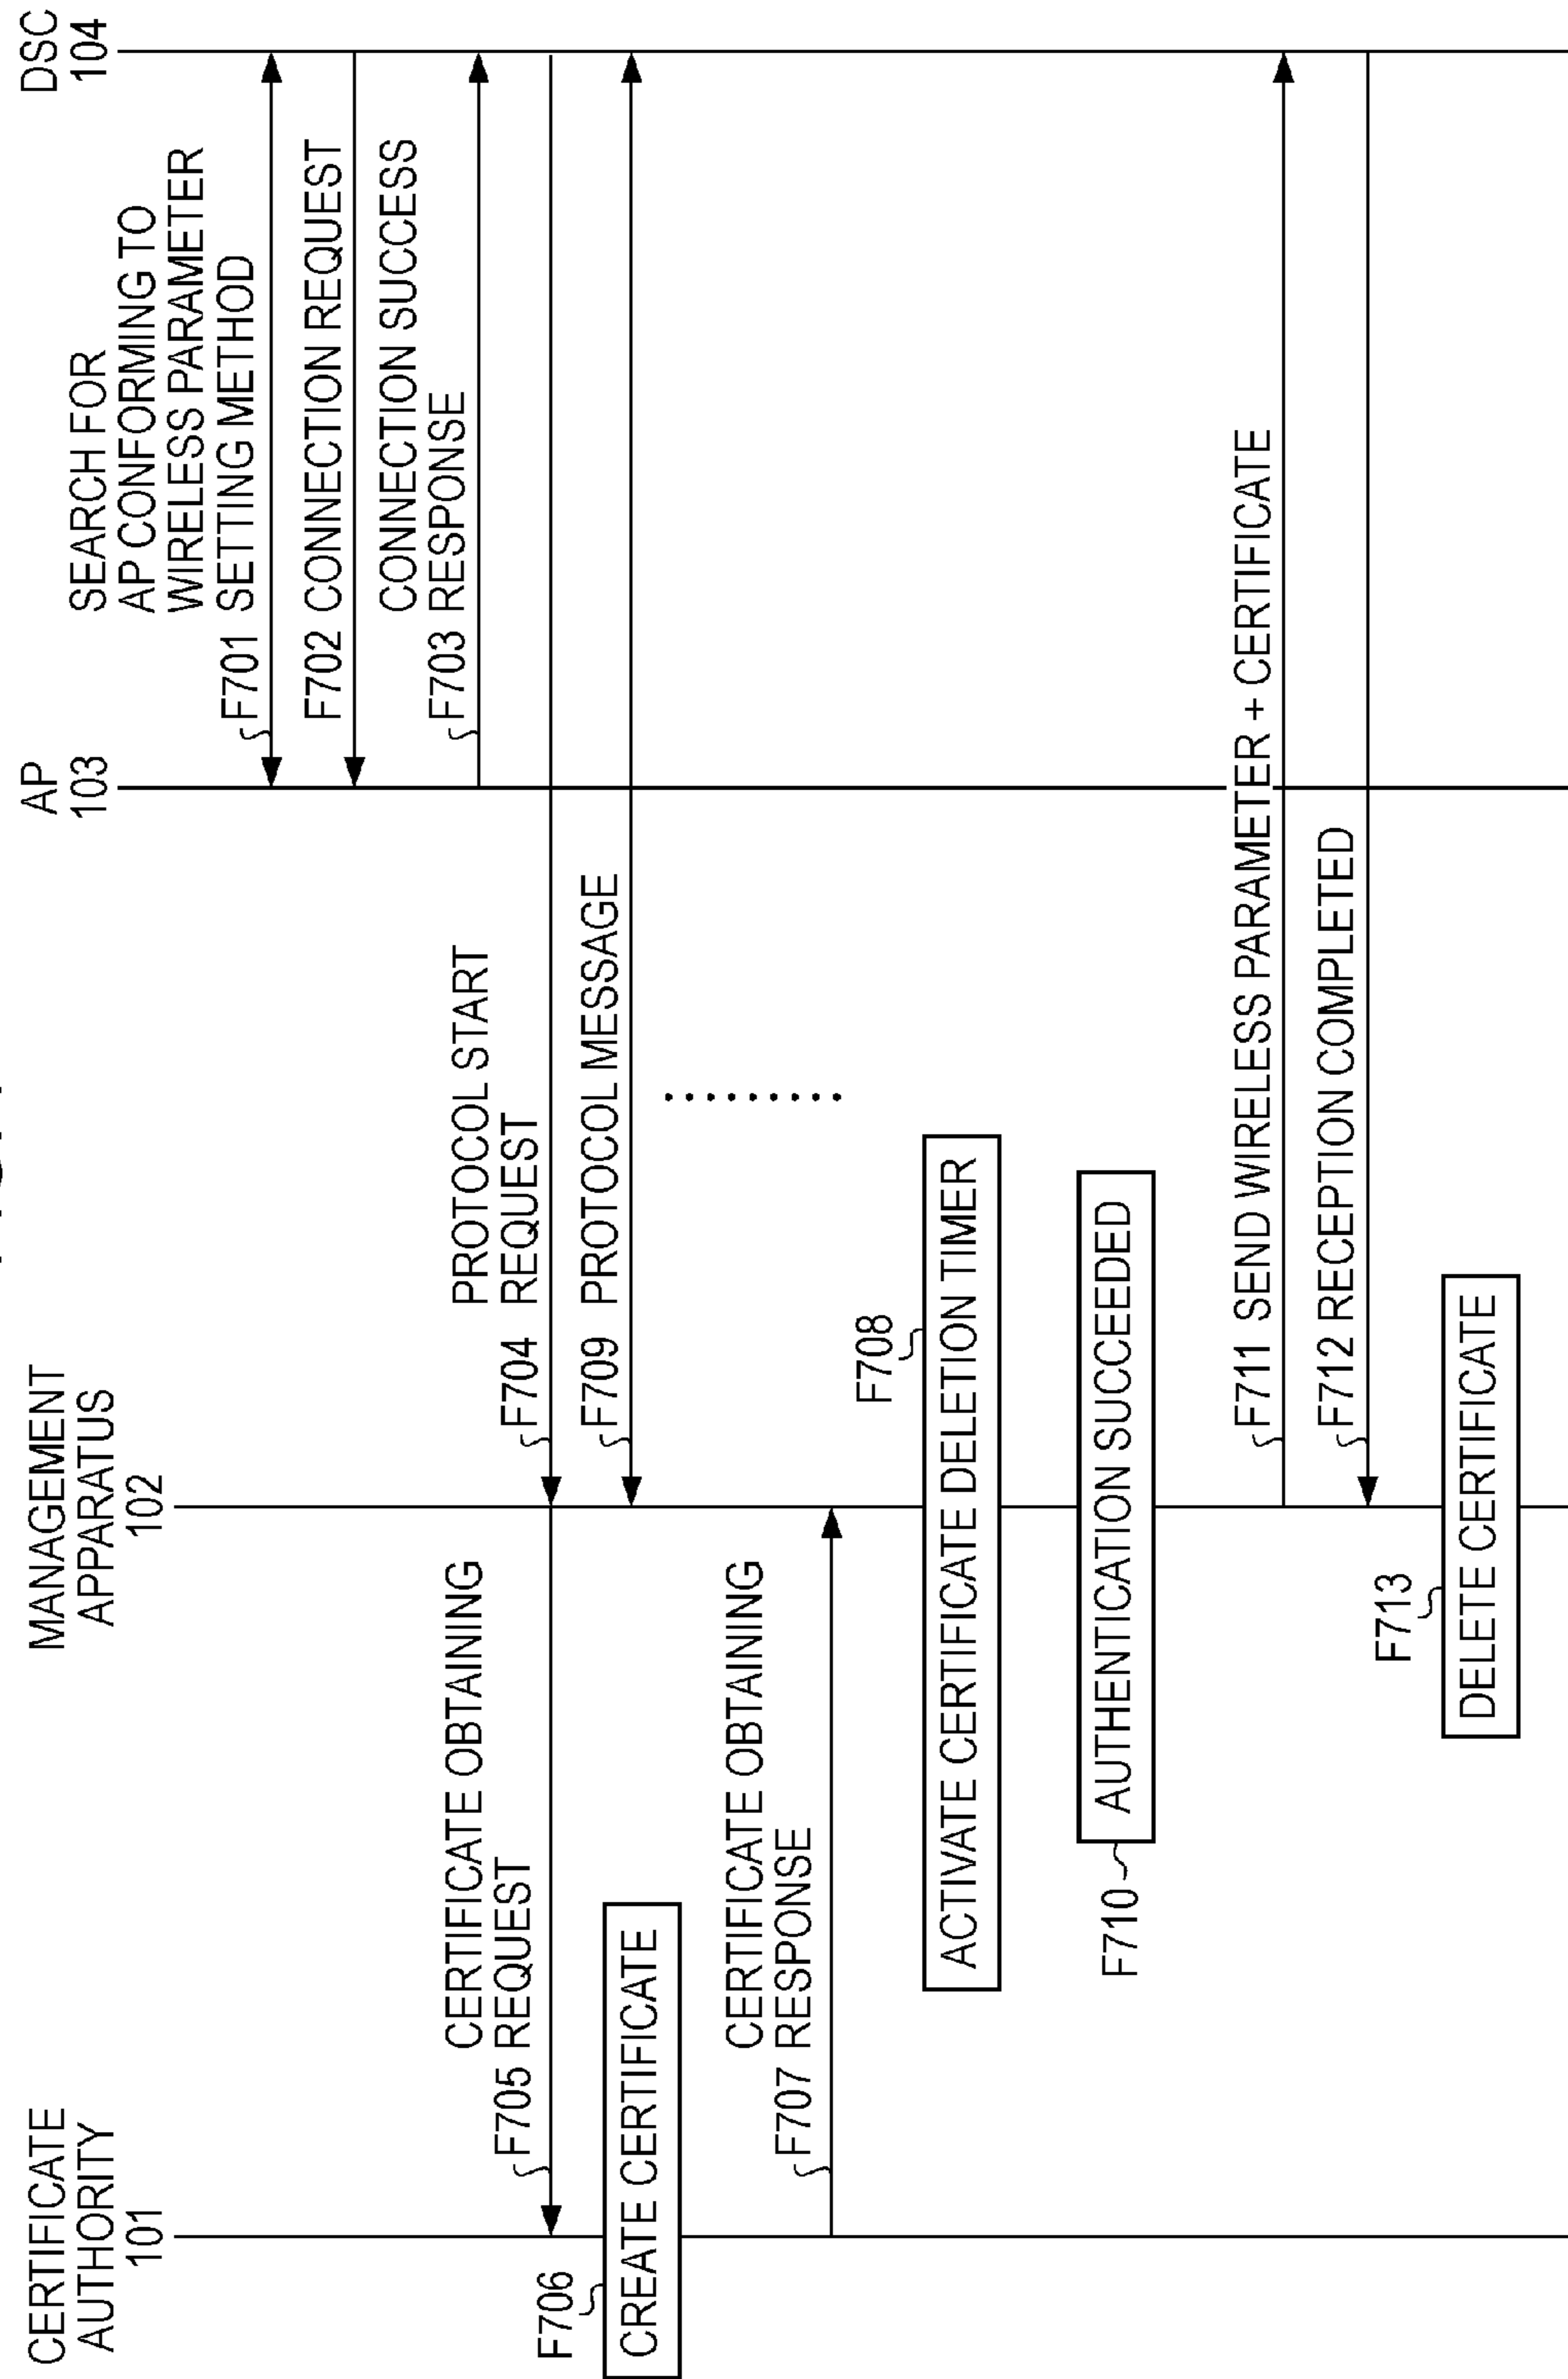 CERTIFICATE
AUTHORITY
101
MANAGEMENT
APPARATUS
102
AP
103
DSC
104
SEARCH FOR
AP CONFORMING TO
WIRELESS PARAMETER
F701 SETTING METHOD
F702 CONNECTION REQUEST
CONNECTION SUCCESS
F703 RESPONSE
PROTOCOL START
F704 REQUEST
CERTIFICATE OBTAINING
F705 REQUEST
F706
CREATE CERTIFICATE
F709 PROTOCOL MESSAGE
CERTIFICATE OBTAINING
F707 RESPONSE
F708
ACTIVATE CERTIFICATE DELETION TIMER
F710
AUTHENTICATION SUCCEEDED
F711 SEND WIRELESS PARAMETER + CERTIFICATE
F712 RECEPTION COMPLETED
F713
DELETE CERTIFICATE